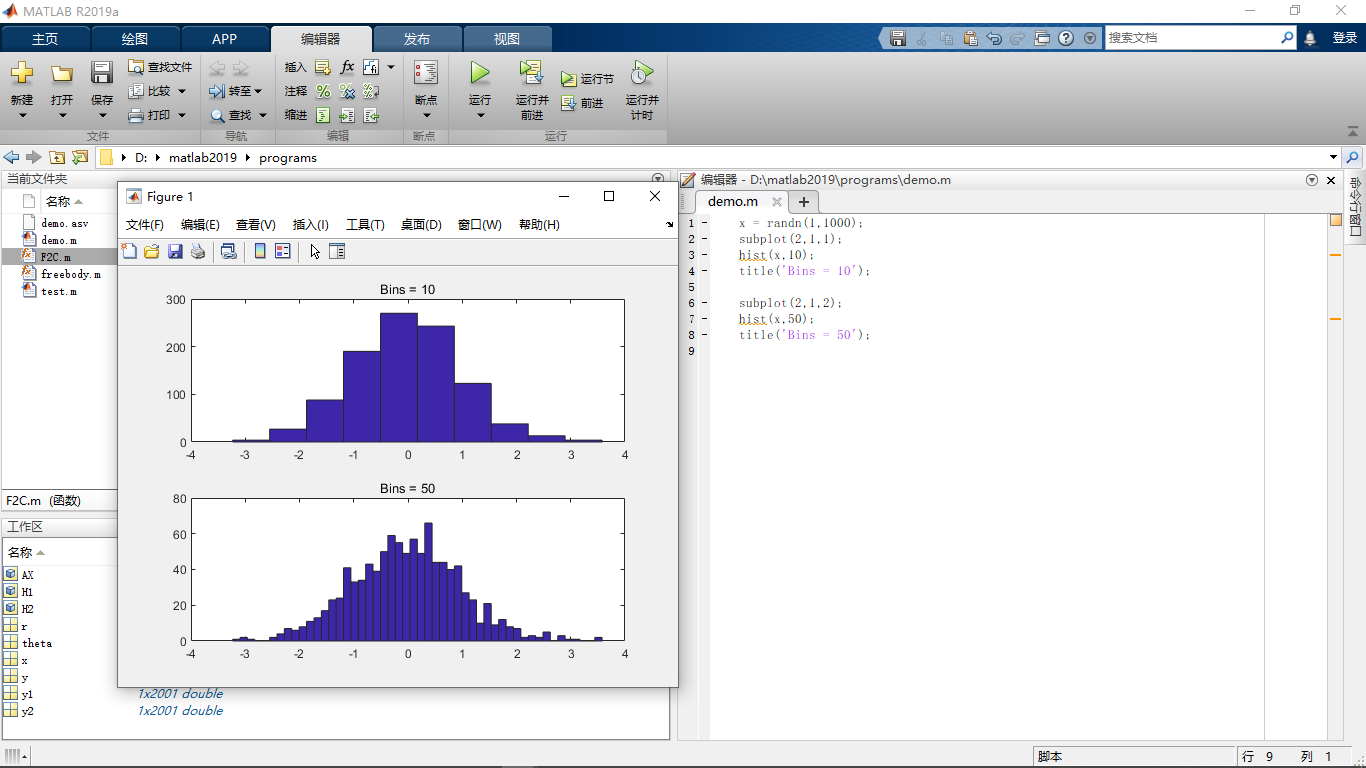 MATLAB R2019a
主页 绘图 APP 编辑器 发布 视图 搜索文档 登录
新建 打开 保存 查找文件 比较 打印 转至 查找 插入 fx 注释 缩进 断点 运行 运行并前进 运行节 前进 运行并计时
文件 导航 编辑 断点 运行
D: matlab2019 programs
当前文件夹
名称
demo.asv
demo.m
F2C.m
freebody.m
test.m
F2C.m (函数)
工作区
名称
AX
H1
H2
r
theta
x
y
y1 1x2001 double
y2 1x2001 double
Figure 1
文件(F) 编辑(E) 查看(V) 插入(I) 工具(T) 桌面(D) 窗口(W) 帮助(H)
Bins = 10
300
200
100
0
-4 -3 -2 -1 0 1 2 3 4
Bins = 50
80
60
40
20
0
-4 -3 -2 -1 0 1 2 3 4
编辑器 - D:\matlab2019\programs\demo.m
demo.m
1 - x = randn(1,1000);
2 - subplot(2,1,1);
3 - hist(x,10);
4 - title('Bins = 10');
5
6 - subplot(2,1,2);
7 - hist(x,50);
8 - title('Bins = 50');
9
命令行窗口
脚本 行 9 列 1